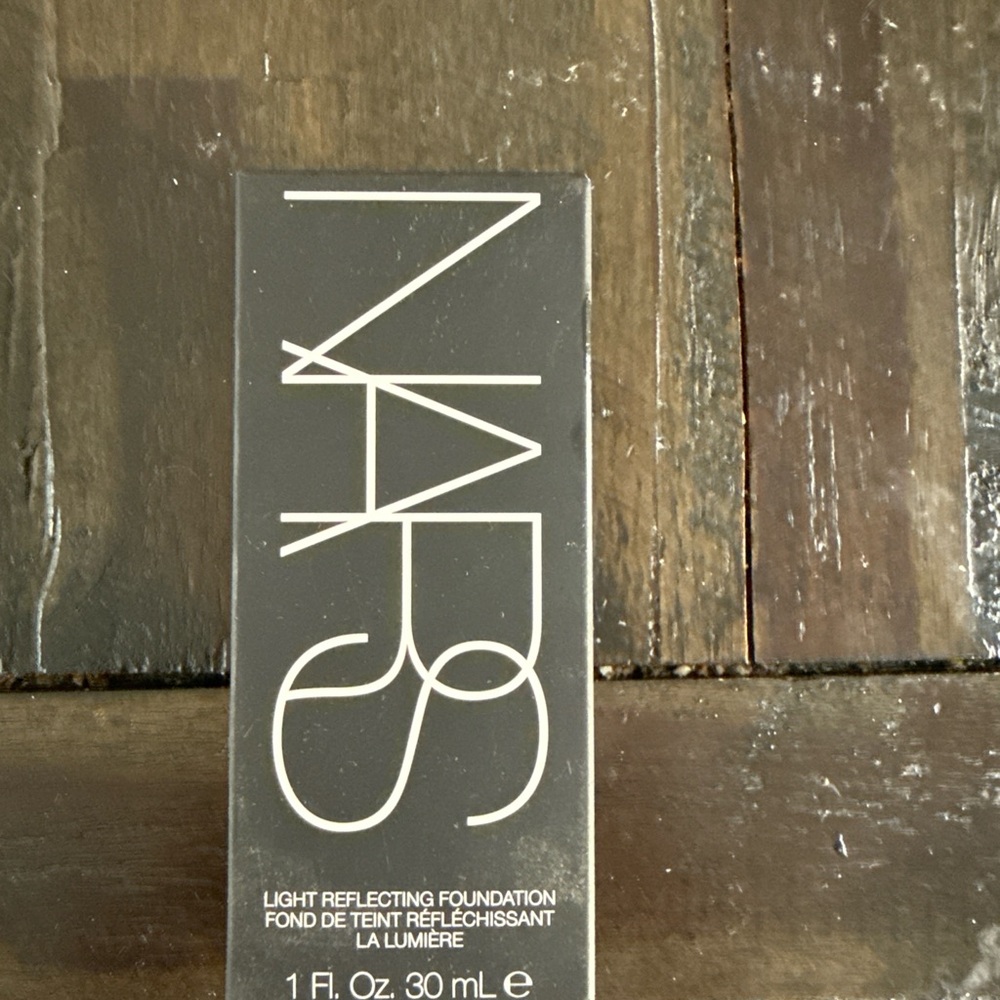 NARS
LIGHT REFLECTING FOUNDATION
FOND DE TEINT RÉFLÉCHISSANT
LA LUMIÈRE
1 Fl. Oz. 30 mL e